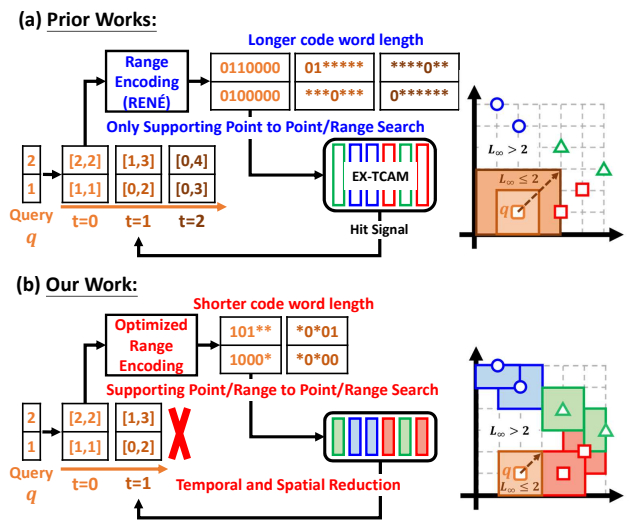 (a) Prior Works:
Longer code word length
Range
Encoding
(RENÉ)
0110000 01***** ****0**
0100000 ***0*** 0******
Only Supporting Point to Point/Range Search
2 [2,2] [1,3] [0,4]
1 [1,1] [0,2] [0,3]
Query
q
t=0 t=1 t=2
EX-TCAM
Hit Signal
L∞ > 2
L∞ ≤ 2
q
(b) Our Work:
Shorter code word length
Optimized
Range
Encoding
101** *0*01
1000* *0*00
Supporting Point/Range to Point/Range Search
2 [2,2] [1,3] X
1 [1,1] [0,2]
Query
q
t=0 t=1
Temporal and Spatial Reduction
L∞ > 2
q
L∞ ≤ 2